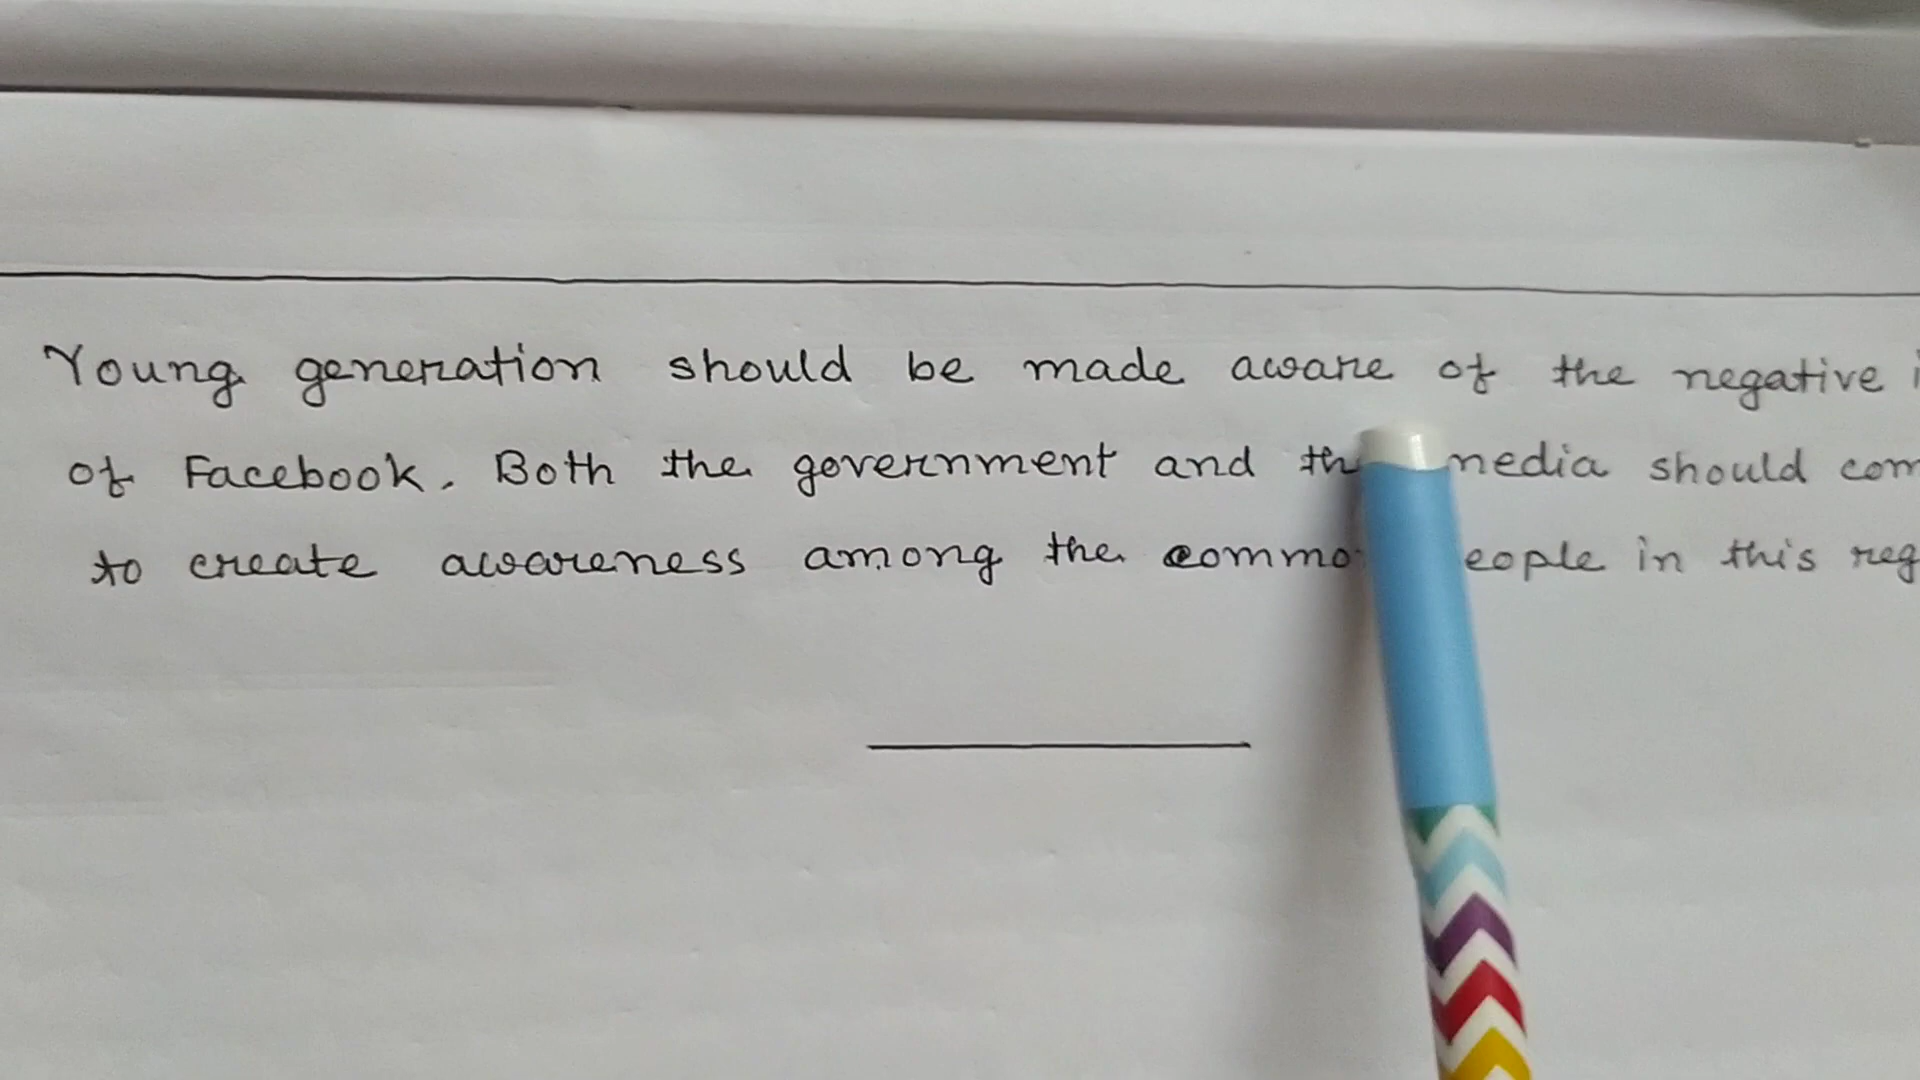 Young generation should be made aware of the negative
of Facebook. Both the government and media should
to create awareness among the in this